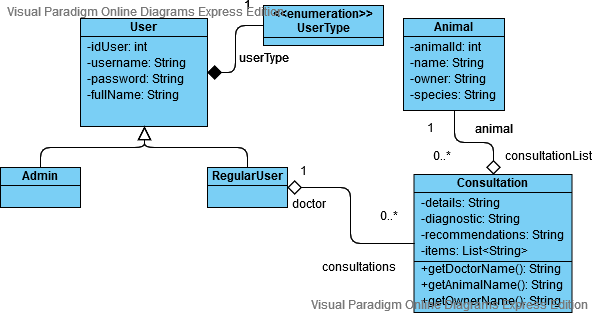 Visual Paradigm Online Diagrams Express Edition
User
-idUser: int
-username: String
-password: String
-fullName: String
1
<<enumeration>>
UserType
userType
Animal
-animalId: int
-name: String
-owner: String
-species: String
1
animal
0..*
consultationList
Admin
RegularUser
1
doctor
0..*
consultations
Consultation
-details: String
-diagnostic: String
-recommendations: String
-items: List<String>
+getDoctorName(): String
+getAnimalName(): String
+getOwnerName(): String
Visual Paradigm Online Diagrams Express Edition